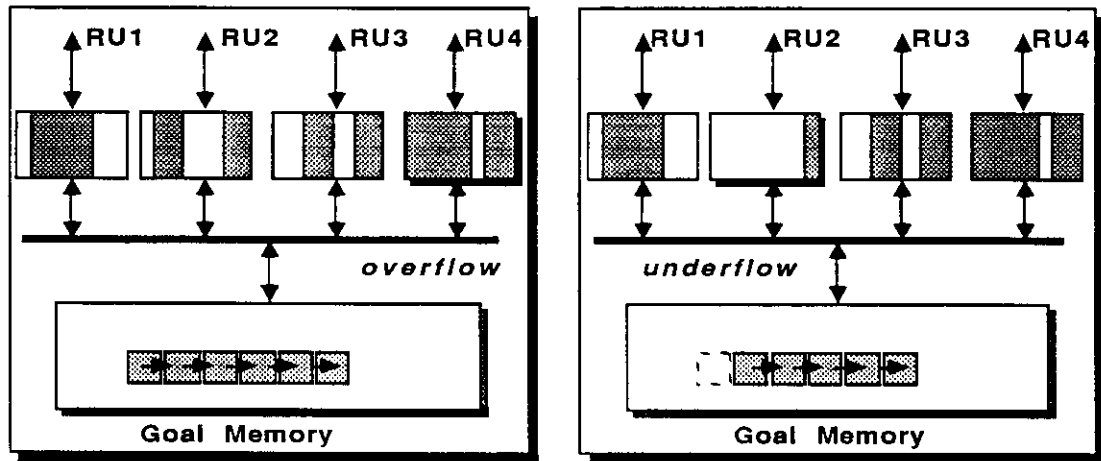 RU1 RU2 RU3 RU4
overflow
Goal Memory
RU1 RU2 RU3 RU4
underflow
Goal Memory